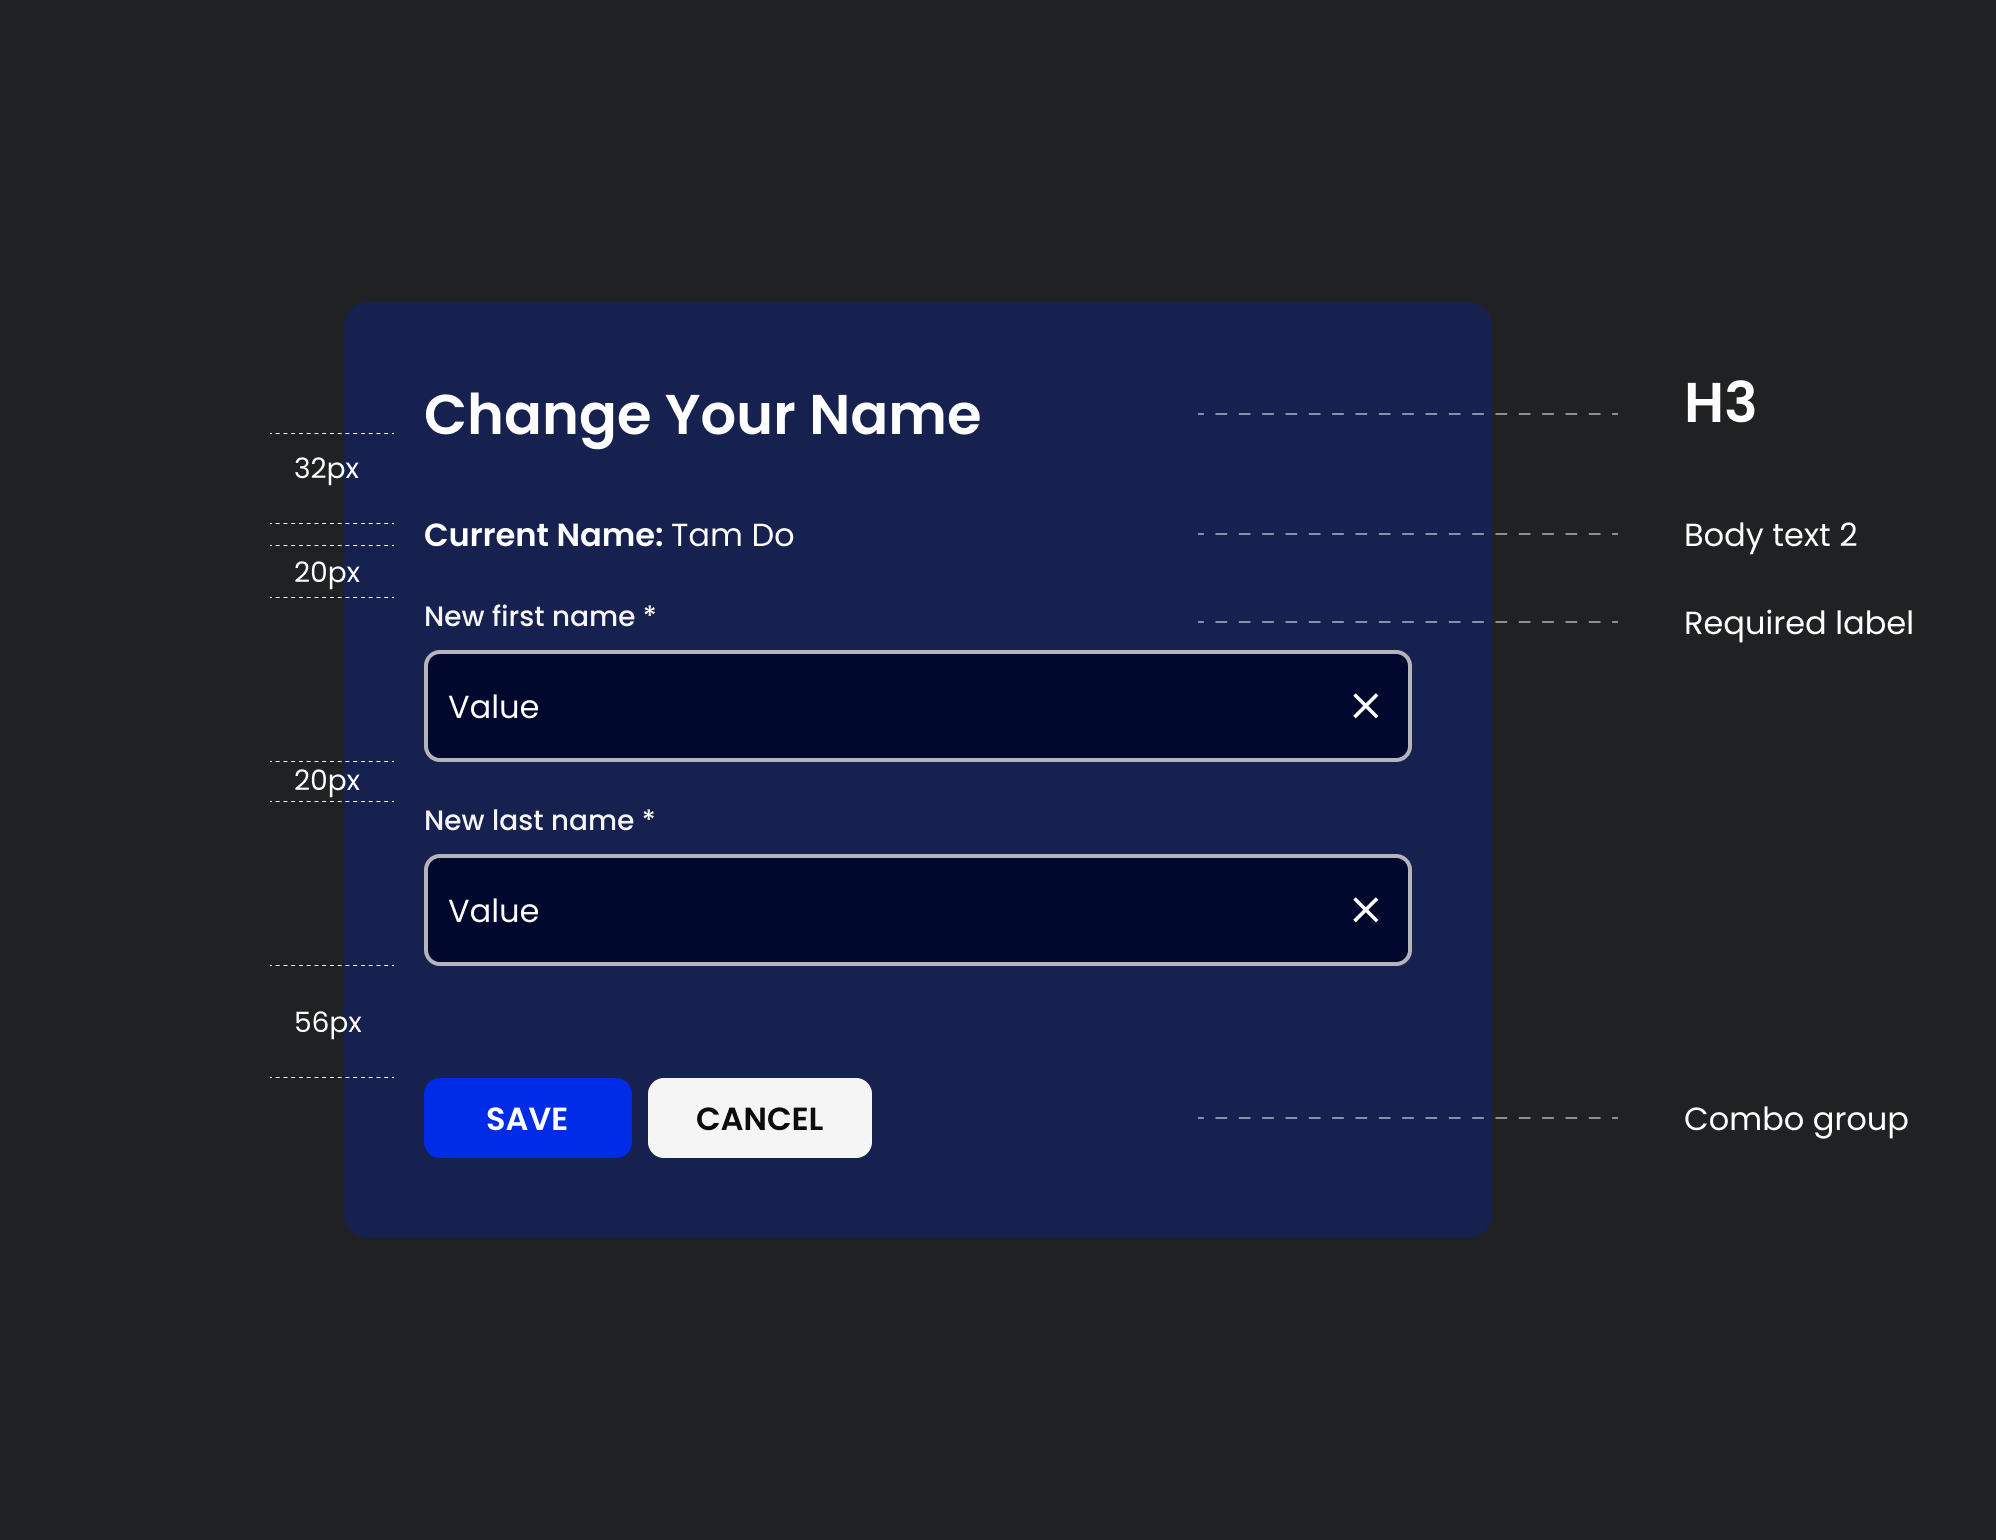 Change Your Name
H3
32px
Current Name: Tam Do
Body text 2
20px
New first name *
Required label
Value
20px
New last name *
Value
56px
SAVE
CANCEL
Combo group